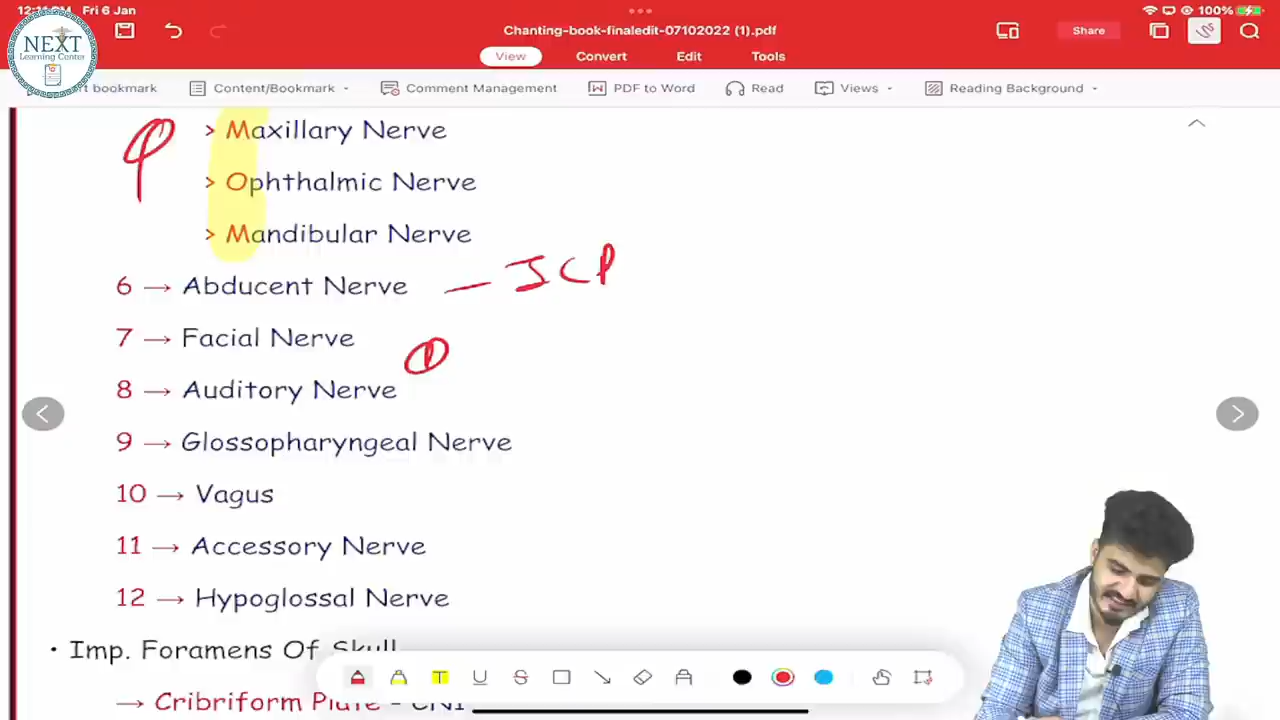 12:11 PM Fri 6 Jan
100%
NEXT
Learning Center
Chanting-book-finaledit-07102022 (1).pdf
Share
View Convert Edit Tools
bookmark Content/Bookmark Comment Management PDF to Word Read Views Reading Background
> Maxillary Nerve
> Ophthalmic Nerve
> Mandibular Nerve
6 → Abducent Nerve
7 → Facial Nerve
8 → Auditory Nerve
9 → Glossopharyngeal Nerve
10 → Vagus
11 → Accessory Nerve
12 → Hypoglossal Nerve
• Imp. Foramens Of Skull
→ Cribriform Plate - CN1